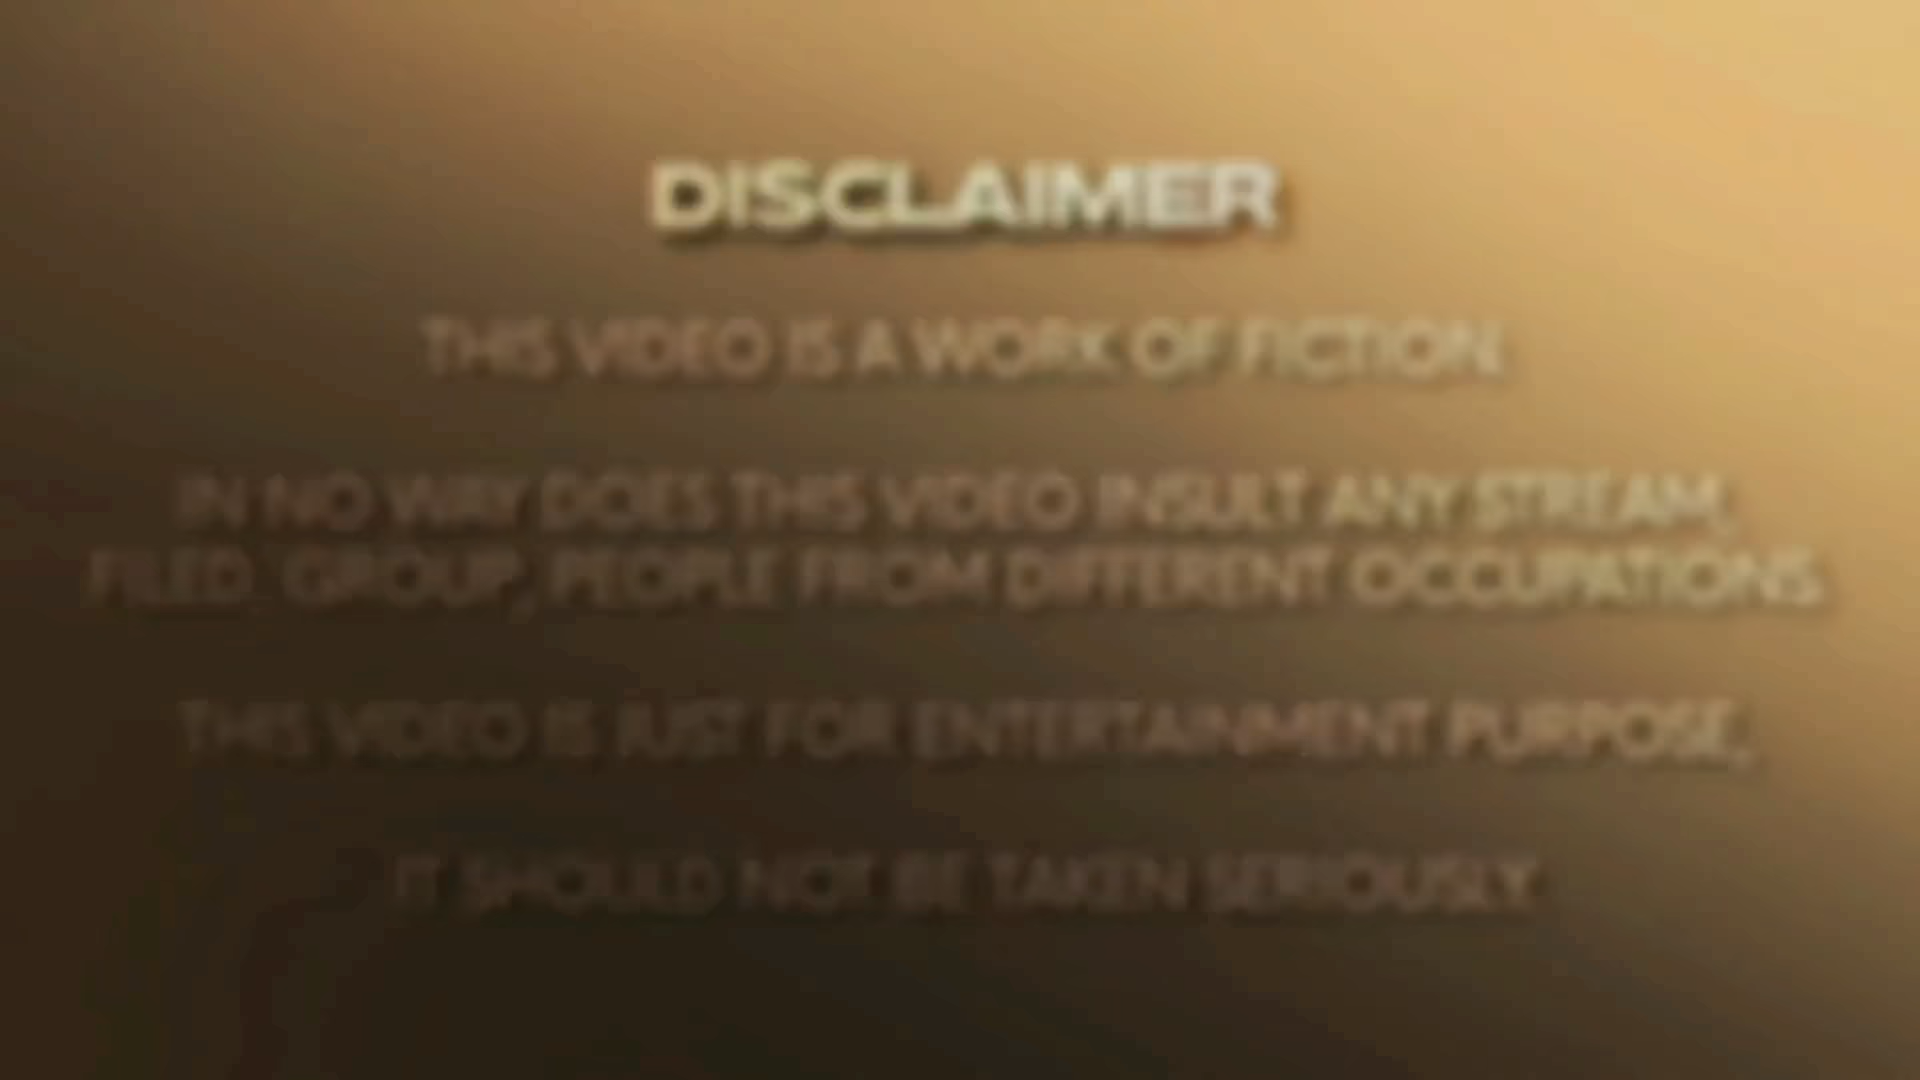 DISCLAIMER
THIS VIDEO IS A WORK OF FICTION.
IN NO WAY DOES THIS VIDEO INSULT ANY STREAM,
FILED, GROUP, PEOPLE FROM DIFFERENT OCCUPATIONS.
THIS VIDEO IS JUST FOR ENTERTAINMENT PURPOSE,
IT SHOULD NOT BE TAKEN SERIOUSLY.